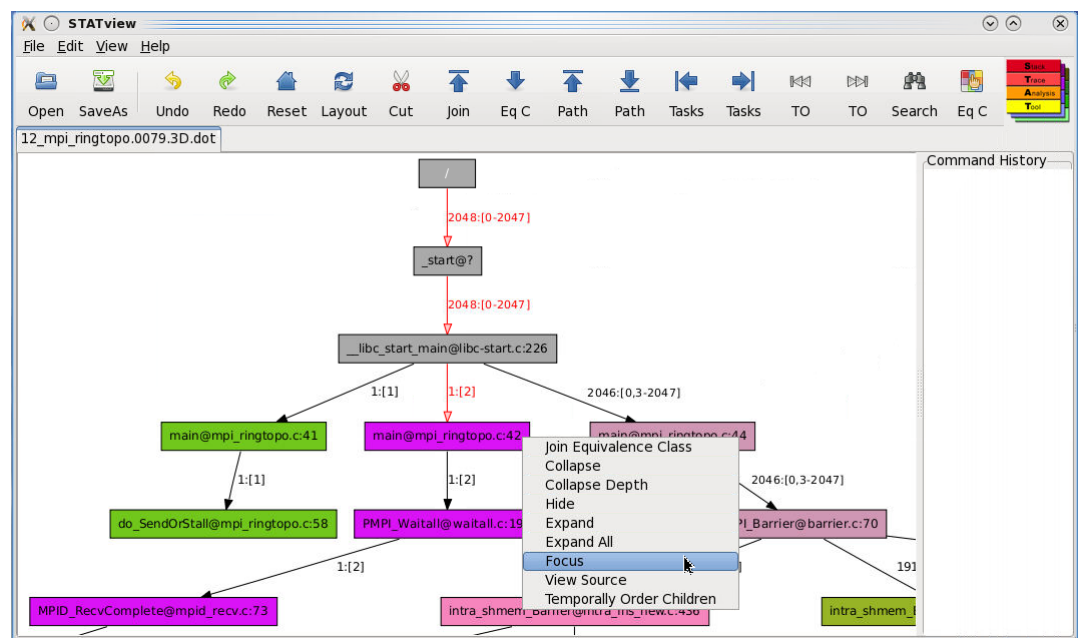 STATview
File Edit View Help
Open SaveAs Undo Redo Reset Layout Cut Join Eq C Path Path Tasks Tasks TO TO Search Eq C
Stack
Trace
Analysis
Tool
12_mpi_ringtopo.0079.3D.dot
Command History
/
2048:[0-2047]
_start@?
2048:[0-2047]
__libc_start_main@libc-start.c:226
1:[1] 1:[2] 2046:[0,3-2047]
main@mpi_ringtopo.c:41 main@mpi_ringtopo.c:42 main@mpi_ringtopo.c:44
Join Equivalence Class
Collapse
Collapse Depth
Hide
Expand
Expand All
Focus
View Source
Temporally Order Children
1:[1] 1:[2] 2046:[0,3-2047]
do_SendOrStall@mpi_ringtopo.c:58 PMPI_Waitall@waitall.c:19 PI_Barrier@barrier.c:70
1:[2] 191
MPID_RecvComplete@mpid_recv.c:73 intra_shmem_Barrier@intra_fns_new.c:436 intra_shmem_